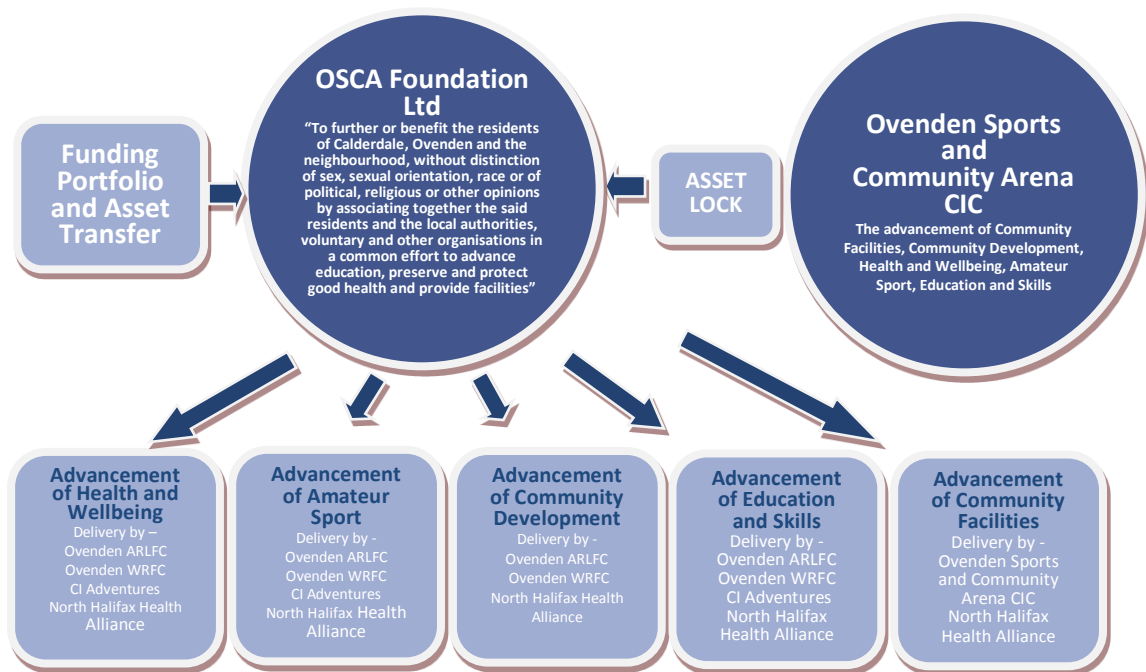 OSCA Foundation
Ltd
“To further or benefit the residents
of Calderdale, Ovenden and the
neighbourhood, without distinction
of sex, sexual orientation, race or of
political, religious or other opinions
by associating together the said
residents and the local authorities,
voluntary and other organisations in
a common effort to advance
education, preserve and protect
good health and provide facilities”
Funding
Portfolio
and Asset
Transfer
ASSET
LOCK
Ovenden Sports
and
Community Arena
CIC
The advancement of Community
Facilities, Community Development,
Health and Wellbeing, Amateur
Sport, Education and Skills
Advancement
of Health and
Wellbeing
Delivery by –
Ovenden ARLFC
Ovenden WRFC
CI Adventures
North Halifax Health
Alliance
Advancement
of Amateur
Sport
Delivery by -
Ovenden ARLFC
Ovenden WRFC
CI Adventures
North Halifax Health
Alliance
Advancement
of Community
Development
Delivery by -
Ovenden ARLFC
Ovenden WRFC
North Halifax Health
Alliance
Advancement
of Education
and Skills
Delivery by -
Ovenden ARLFC
Ovenden WRFC
CI Adventures
North Halifax
Health Alliance
Advancement
of Community
Facilities
Delivery by -
Ovenden Sports
and Community
Arena CIC
North Halifax
Health Alliance